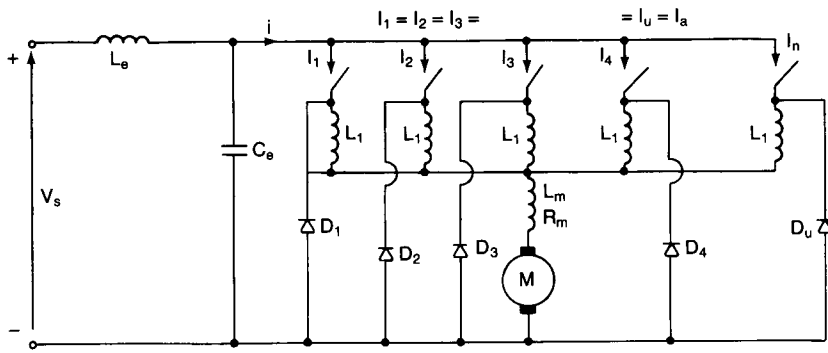 I1 = I2 = I3 = = Iu = Ia
+ Le i I1 I2 I3 I4 In
L1 L1 L1 L1 L1
Ce
Vs
Lm
Rm
D1 D2 D3 D4 Du
M
−